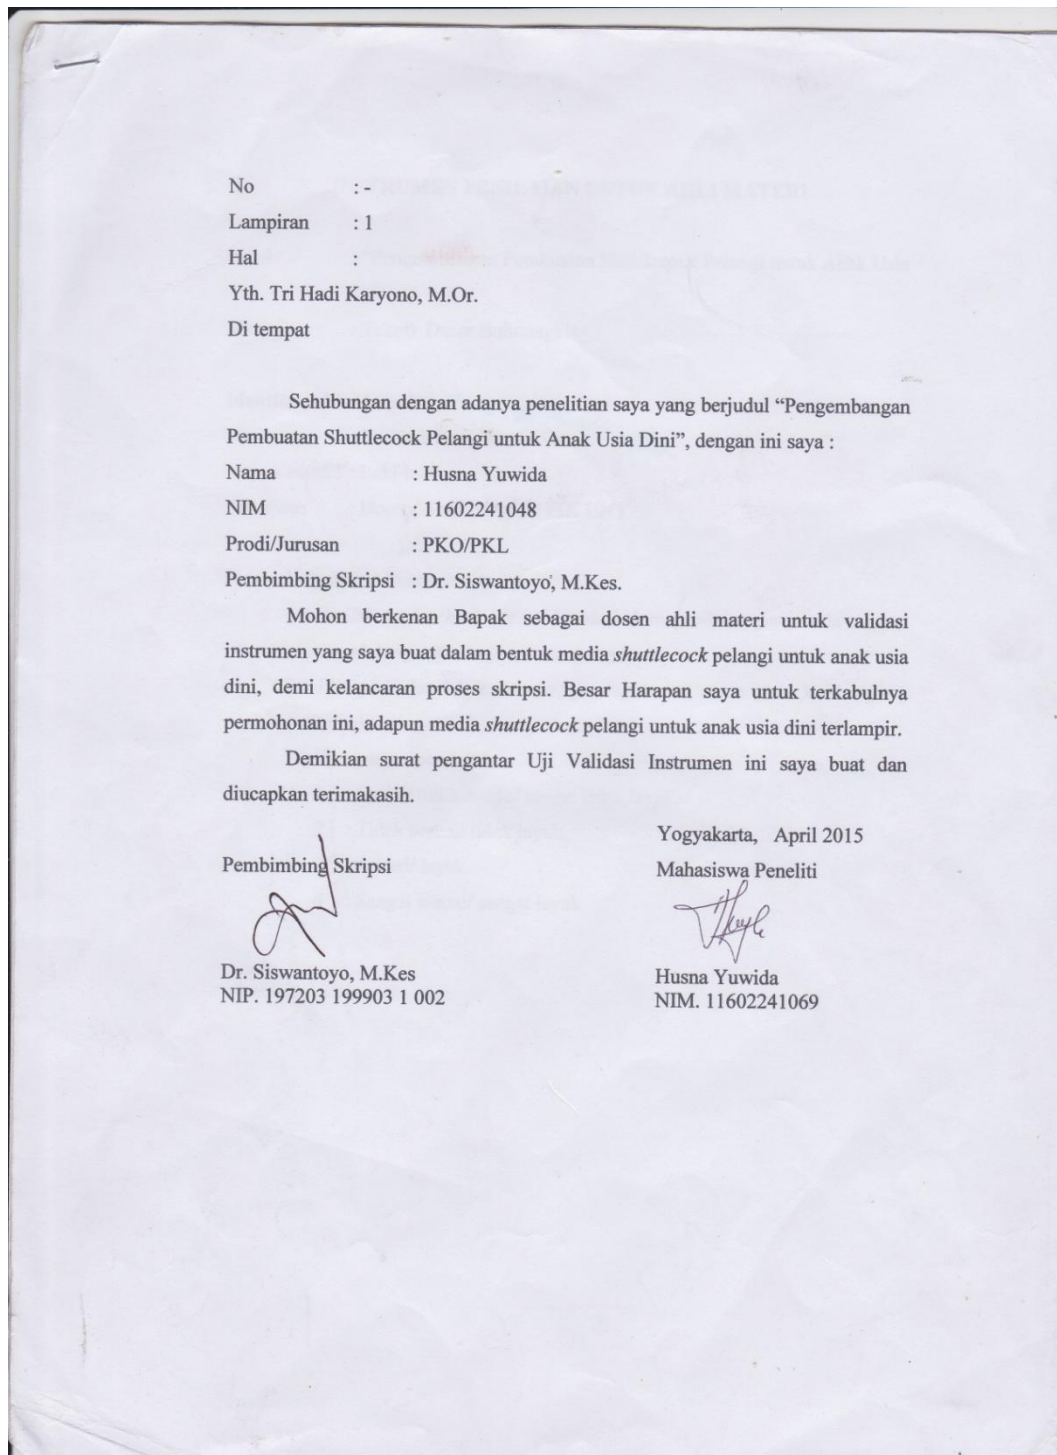 No : -
Lampiran : 1
Hal :
Yth. Tri Hadi Karyono, M.Or.
Di tempat
Sehubungan dengan adanya penelitian saya yang berjudul “Pengembangan
Pembuatan Shuttlecock Pelangi untuk Anak Usia Dini”, dengan ini saya :
Nama : Husna Yuwida
NIM : 11602241048
Prodi/Jurusan : PKO/PKL
Pembimbing Skripsi : Dr. Siswantoyo, M.Kes.
Mohon berkenan Bapak sebagai dosen ahli materi untuk validasi
instrumen yang saya buat dalam bentuk media shuttlecock pelangi untuk anak usia
dini, demi kelancaran proses skripsi. Besar Harapan saya untuk terkabulnya
permohonan ini, adapun media shuttlecock pelangi untuk anak usia dini terlampir.
Demikian surat pengantar Uji Validasi Instrumen ini saya buat dan
diucapkan terimakasih.
Yogyakarta, April 2015
Pembimbing Skripsi Mahasiswa Peneliti
Dr. Siswantoyo, M.Kes Husna Yuwida
NIP. 197203 199903 1 002 NIM. 11602241069